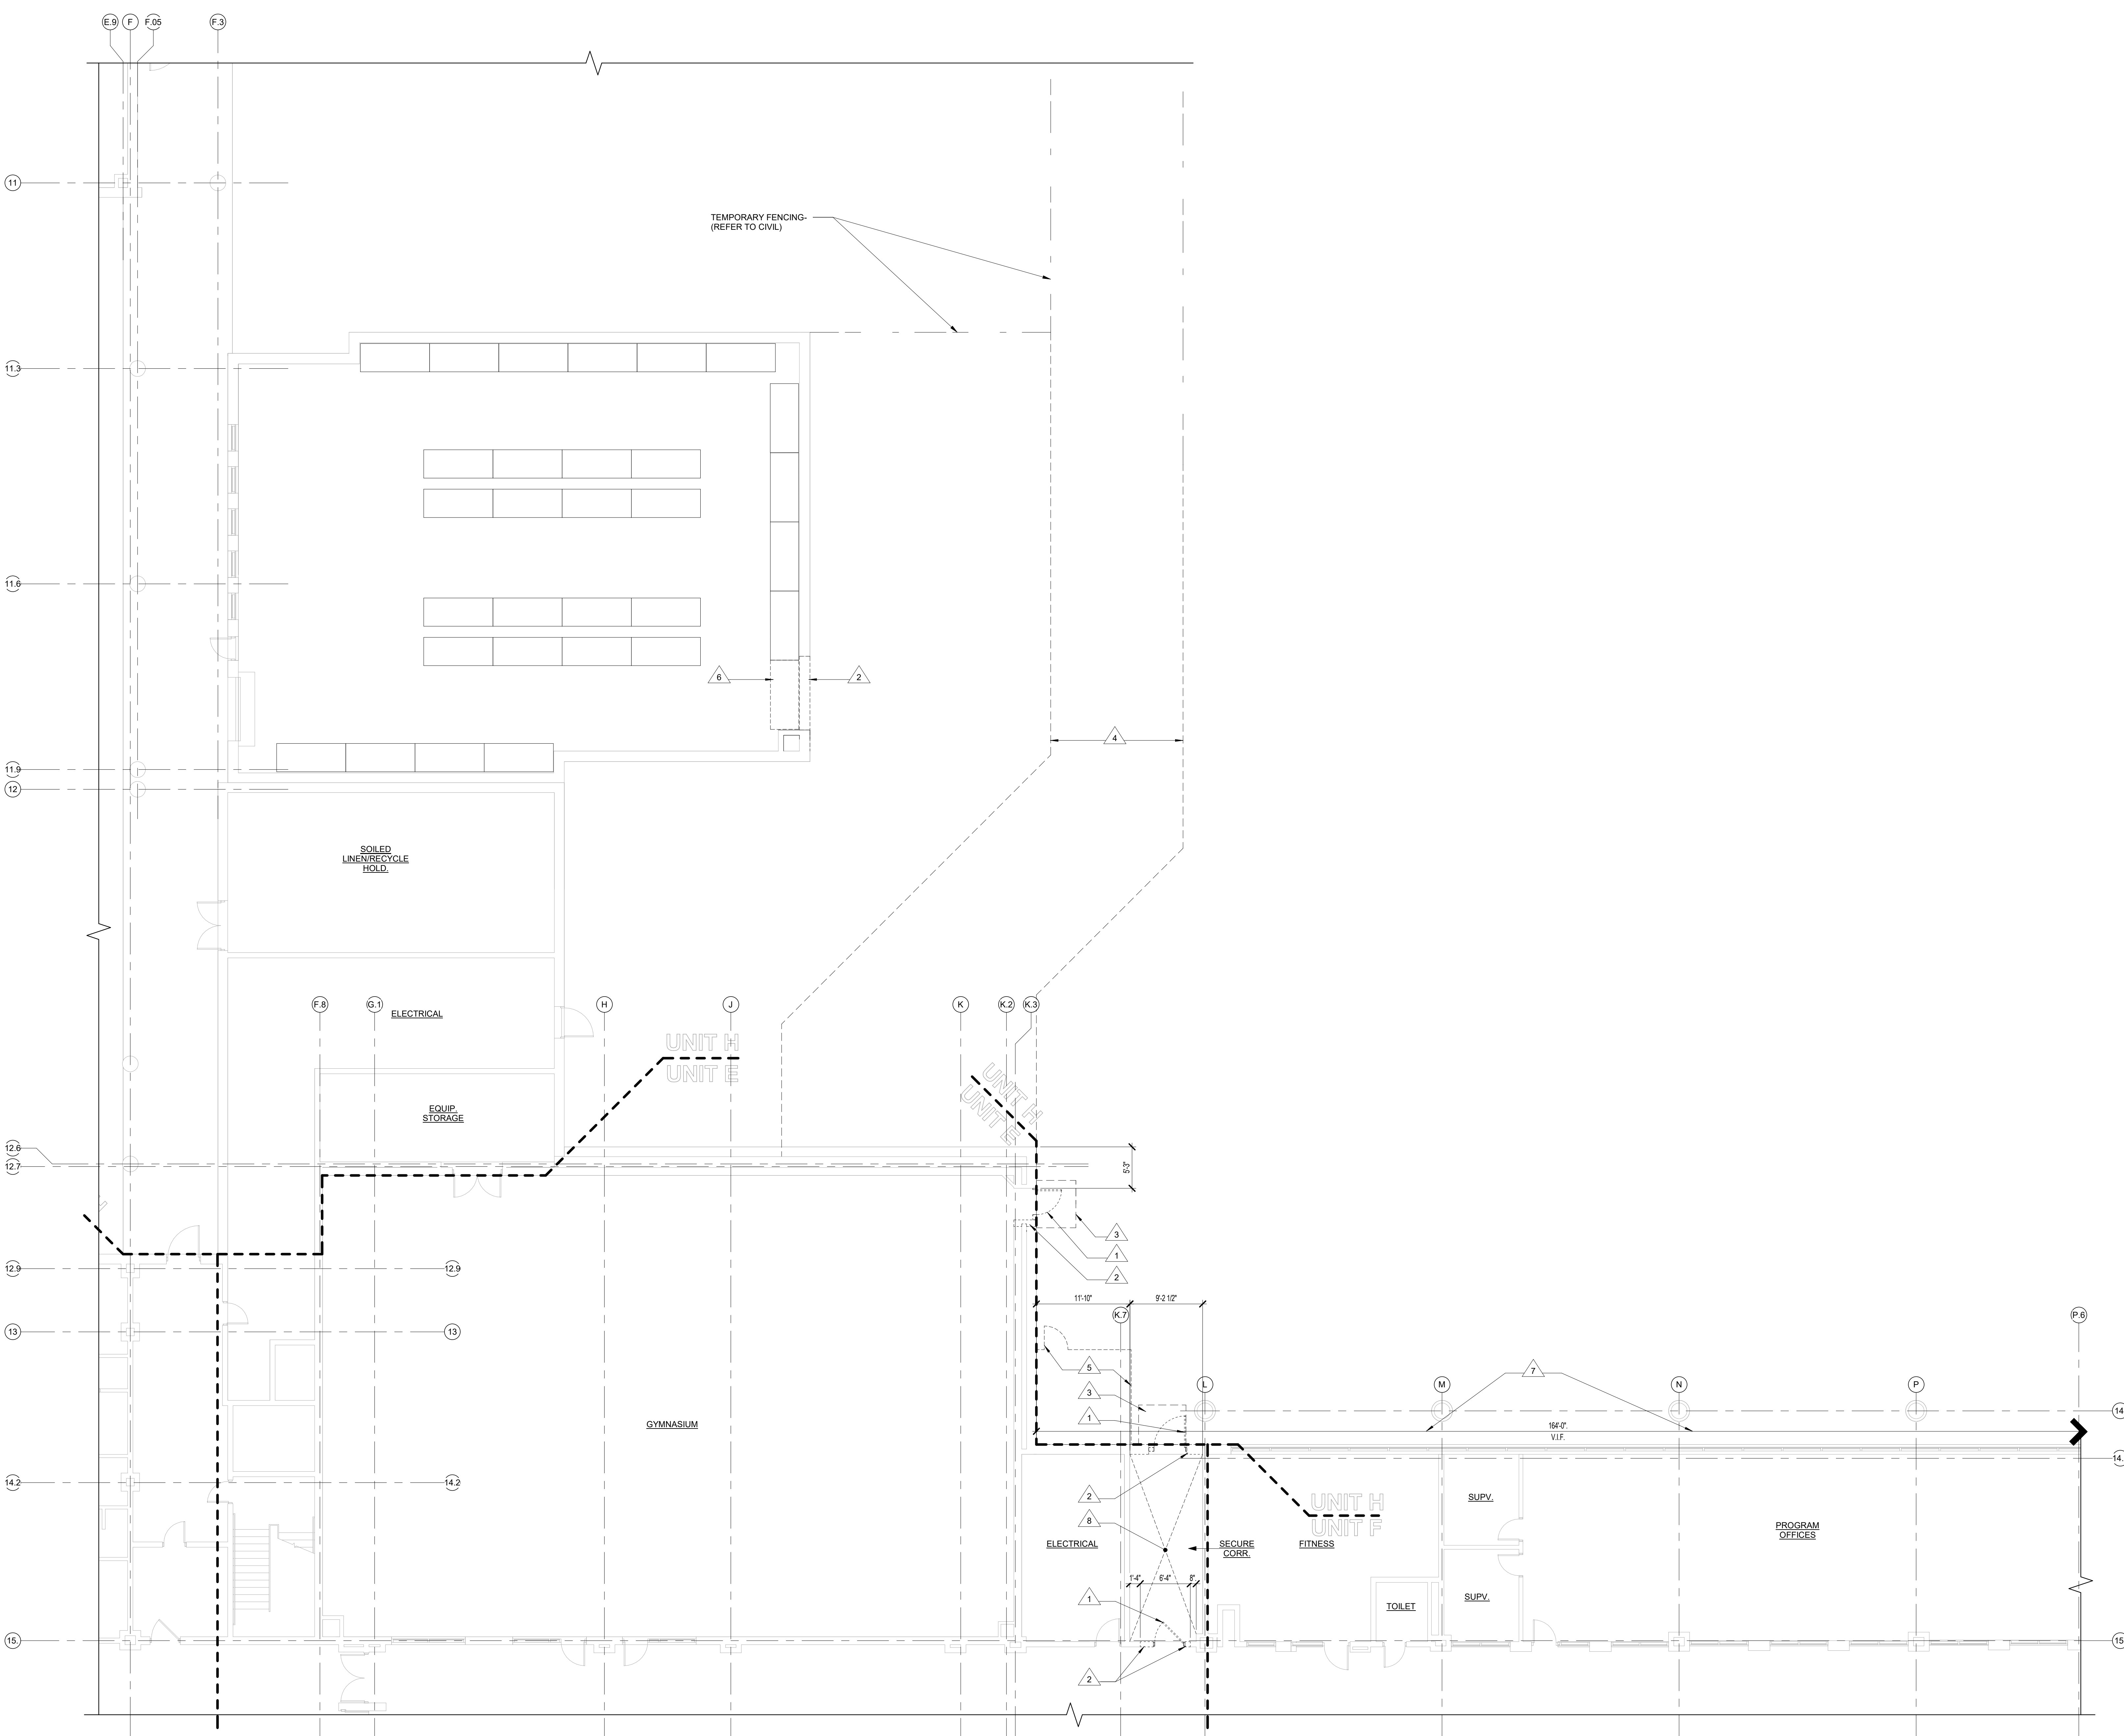 E.9
F
F.05
F.3
11
TEMPORARY FENCING-
(REFER TO CIVIL)
11.3
11.6
6
2
4
11.9
12
SOILED
LINEN/RECYCLE
HOLD.
F.8
G.1
H
J
K
K.2
K.3
ELECTRICAL
UNIT H
UNIT E
UNIT H
UNIT E
EQUIP.
STORAGE
12.6
12.7
5'-3"
3
1
2
12.9
12.9
11'-10"
9'-2 1/2"
K.7
P.6
13
13
5
7
3
L
M
N
P
1
14
GYMNASIUM
164'-0".
V.I.F.
14.
14.2
14.2
2
8
UNIT H
UNIT F
SUPV.
PROGRAM
OFFICES
ELECTRICAL
SECURE
CORR.
FITNESS
1'-4"
6'-4"
8"
1
SUPV.
TOILET
15.
15
2